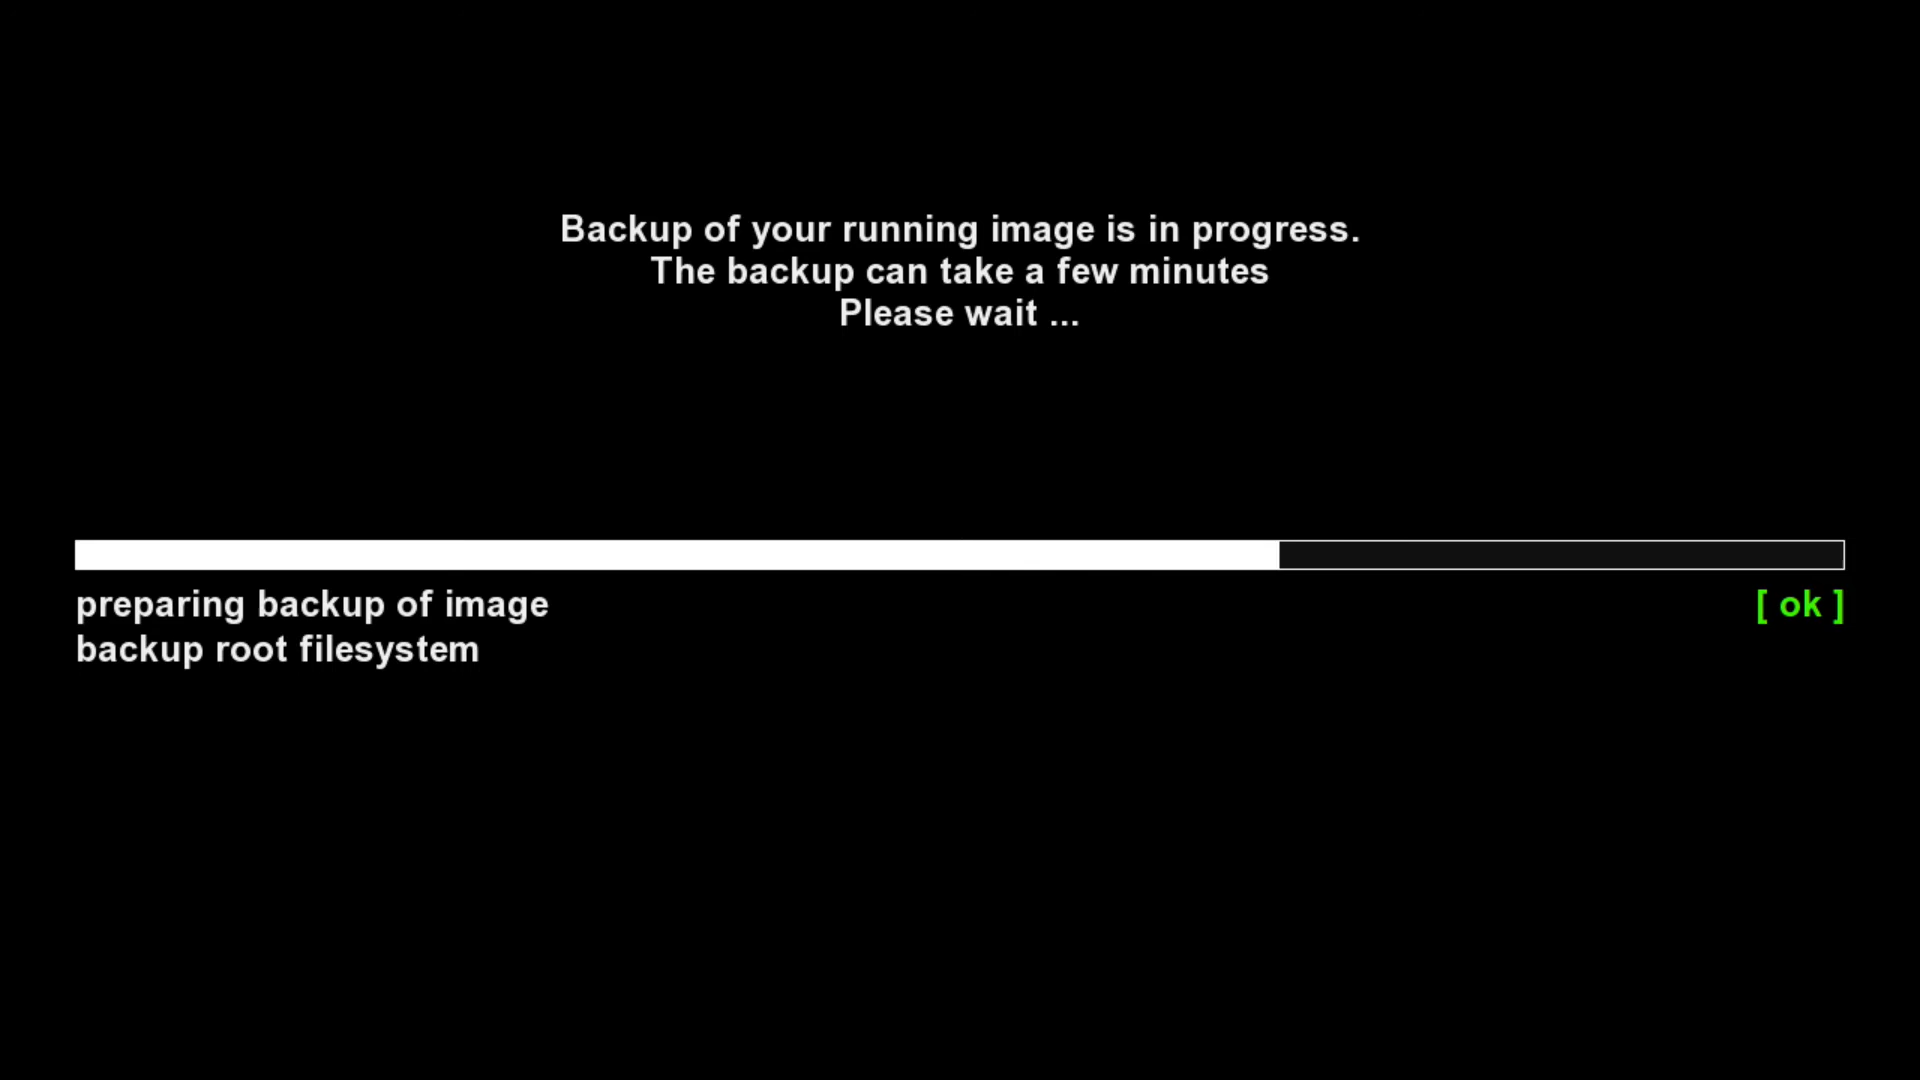 Backup of your running image is in progress.
The backup can take a few minutes
Please wait ...
preparing backup of image [ ok ]
backup root filesystem